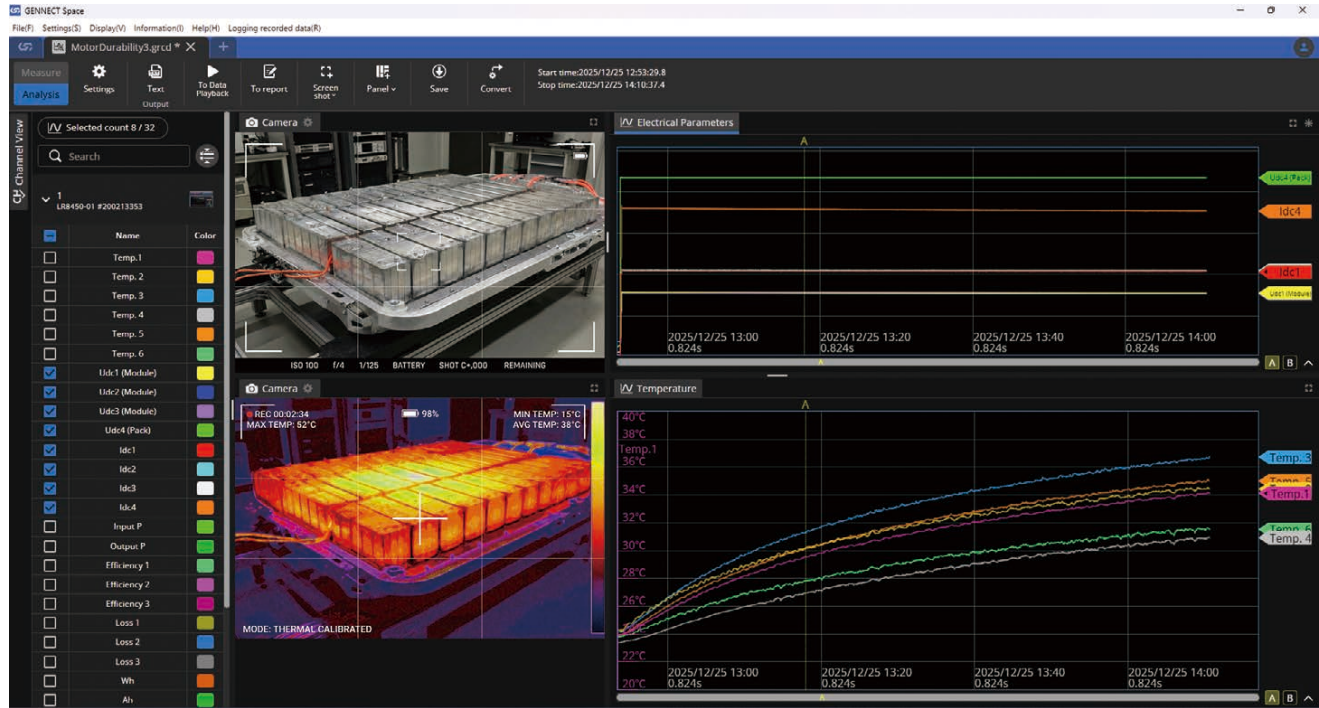 GENNECT Space
File(F) Settings(S) Display(V) Information(I) Help(H) Logging recorded data(R)
MotorDurability3.grcd *
Measure
Analysis
Settings
Text
Output
To Data
Playback
To report
Screen
shot
Panel
Save
Convert
Start time:2025/12/25 12:53:29.8
Stop time:2025/12/25 14:10:37.4
CH Channel View
Selected count 8 / 32
Search
1
LR8450-01 #200213353
Name Color
Temp.1
Temp. 2
Temp. 3
Temp. 4
Temp. 5
Temp. 6
Udc1 (Module)
Udc2 (Module)
Udc3 (Module)
Udc4 (Pack)
Idc1
Idc2
Idc3
Idc4
Input P
Output P
Efficiency 1
Efficiency 2
Efficiency 3
Loss 1
Loss 2
Loss 3
Wh
Ah
Camera
ISO 100 f/4 1/125 BATTERY SHOT C+,000 REMAINING
Camera
REC 00:02:34
MAX TEMP: 52°C
98%
MIN TEMP: 15°C
AVG TEMP: 38°C
MODE: THERMAL CALIBRATED
Electrical Parameters
A
Udc4 (Pack)
Idc4
Idc1
Udc1 (Module)
2025/12/25 13:00 2025/12/25 13:20 2025/12/25 13:40 2025/12/25 14:00
0.824s 0.824s 0.824s 0.824s
A B
Temperature
A
40°C
38°C
Temp.1
36°C
34°C
32°C
30°C
28°C
26°C
22°C
20°C
Temp. 3
Temp. 5
Temp.1
Temp. 6
Temp. 4
2025/12/25 13:00 2025/12/25 13:20 2025/12/25 13:40 2025/12/25 14:00
0.824s 0.824s 0.824s 0.824s
A B